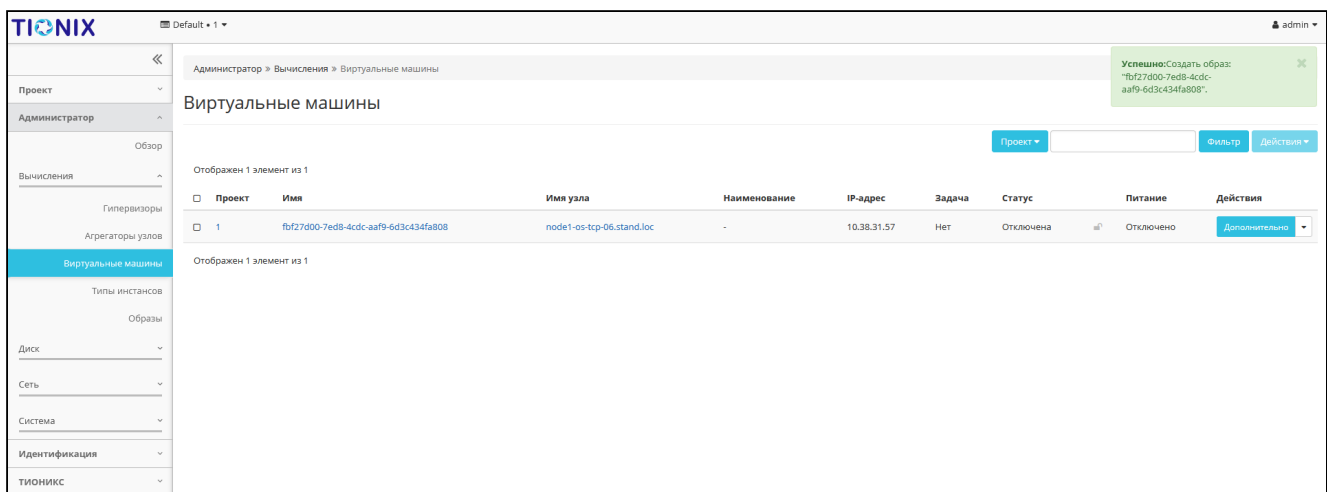 TIONIX
Default • 1
admin
Администратор » Вычисления » Виртуальные машины
Успешно:Создать образ:
"fbf27d00-7ed8-4cdc-
aaf9-6d3c434fa808".
Проект
Администратор
Обзор
Вычисления
Гипервизоры
Агрегаторы узлов
Виртуальные машины
Типы инстансов
Образы
Диск
Сеть
Система
Идентификация
ТИОНИКС
Виртуальные машины
Проект
Фильтр
Действия
Отображен 1 элемент из 1
Проект Имя Имя узла Наименование IP-адрес Задача Статус Питание Действия
1 fbf27d00-7ed8-4cdc-aaf9-6d3c434fa808 node1-os-tcp-06.stand.loc - 10.38.31.57 Нет Отключена Отключено Дополнительно
Отображен 1 элемент из 1